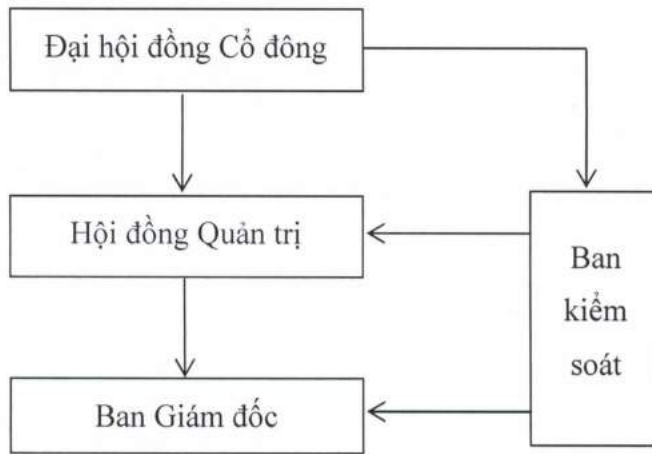 Đại hội đồng Cổ đông
Hội đồng Quản trị
Ban
kiểm
soát
Ban Giám đốc